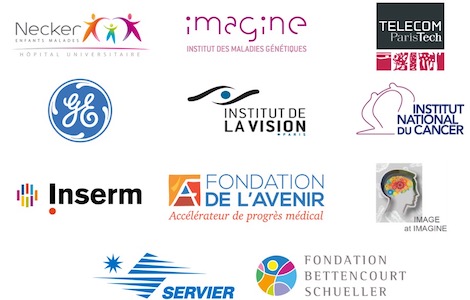 Necker
ENFANTS MALADES
HÔPITAL UNIVERSITAIRE
imagine
INSTITUT DES MALADIES GÉNÉTIQUES
TELECOM
ParisTech
GE
INSTITUT DE
LA VISION
PARIS
INSTITUT
NATIONAL
DU CANCER
Inserm
FONDATION
DE L'AVENIR
Accélérateur de progrès médical
IMAGE
at IMAGINE
SERVIER
FONDATION
BETTENCOURT
SCHUELLER